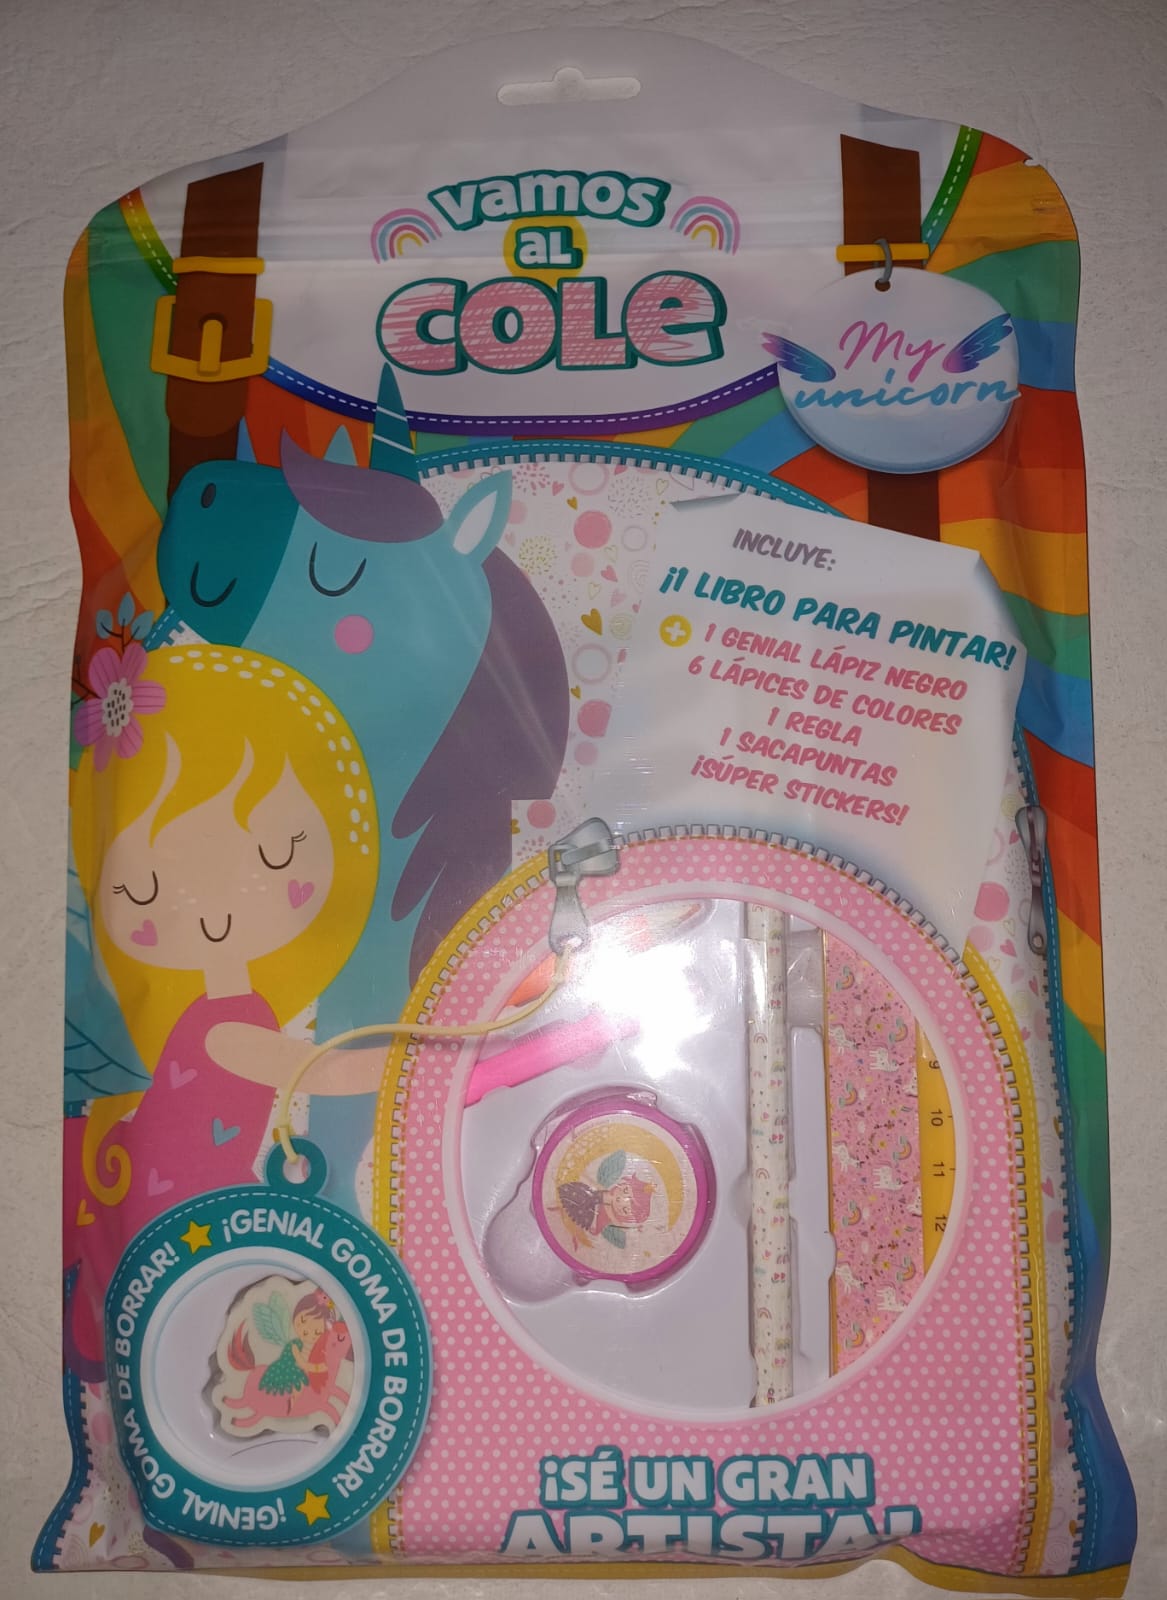 vamos
al
cole
My
unicorn
INCLUYE:
¡1 LIBRO PARA PINTAR!
+ 1 GENIAL LÁPIZ NEGRO
6 LÁPICES DE COLORES
1 REGLA
1 SACAPUNTAS
¡SÚPER STICKERS!
9
10
11
12
¡GENIAL GOMA DE BORRAR!
¡GENIAL GOMA DE BORRAR!
¡SÉ UN GRAN
ARTISTA!